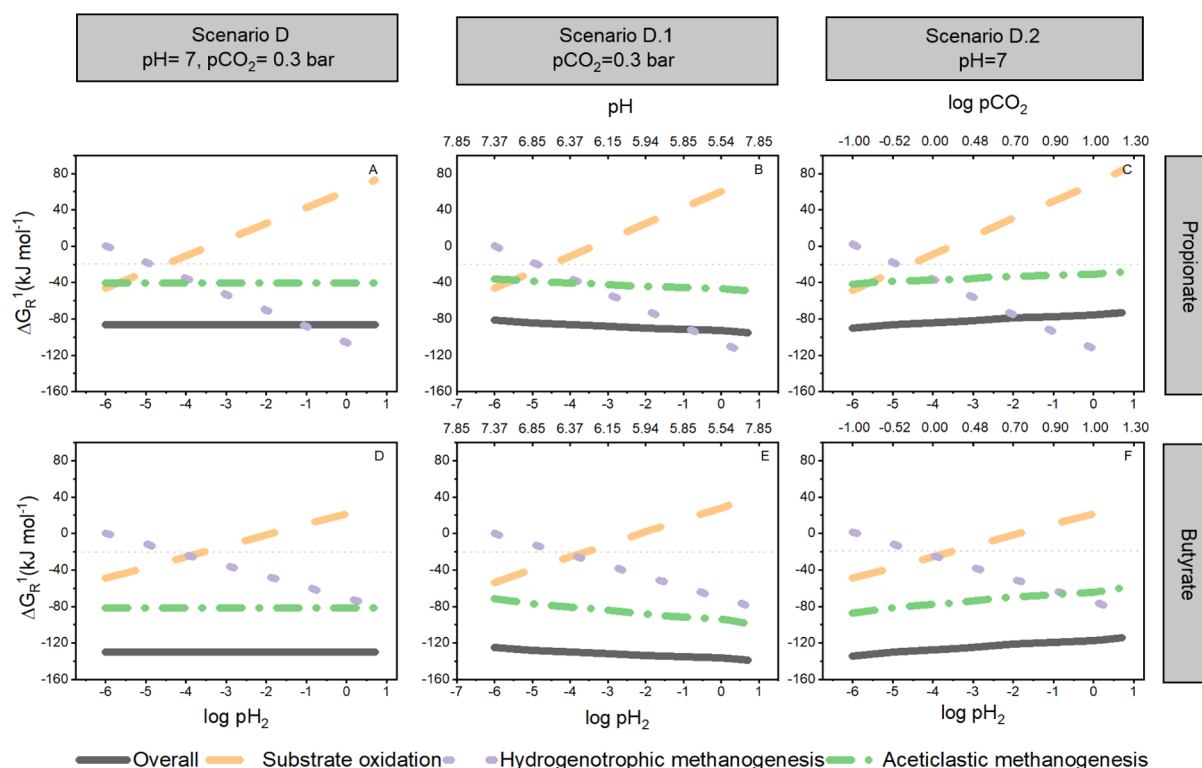 Scenario D
pH= 7, pCO₂= 0.3 bar
Scenario D.1
pCO₂=0.3 bar
Scenario D.2
pH=7
pH
log pCO₂
7.85 7.37 6.85 6.37 6.15 5.94 5.85 5.54 7.85
-1.00 -0.52 0.00 0.48 0.70 0.90 1.00 1.30
ΔG_R¹(kJ mol⁻¹)
80
40
0
-40
-80
-120
-160
A
B
C
Propionate
-6 -5 -4 -3 -2 -1 0 1
-7 -6 -5 -4 -3 -2 -1 0 1
-6 -5 -4 -3 -2 -1 0 1
7.85 7.37 6.85 6.37 6.15 5.94 5.85 5.54 7.85
-1.00 -0.52 0.00 0.48 0.70 0.90 1.00 1.30
ΔG_R¹(kJ mol⁻¹)
80
40
0
-40
-80
-120
-160
D
E
F
Butyrate
-6 -5 -4 -3 -2 -1 0 1
-7 -6 -5 -4 -3 -2 -1 0 1
-6 -5 -4 -3 -2 -1 0 1
log pH₂
log pH₂
log pH₂
Overall Substrate oxidation Hydrogenotrophic methanogenesis Aceticlastic methanogenesis